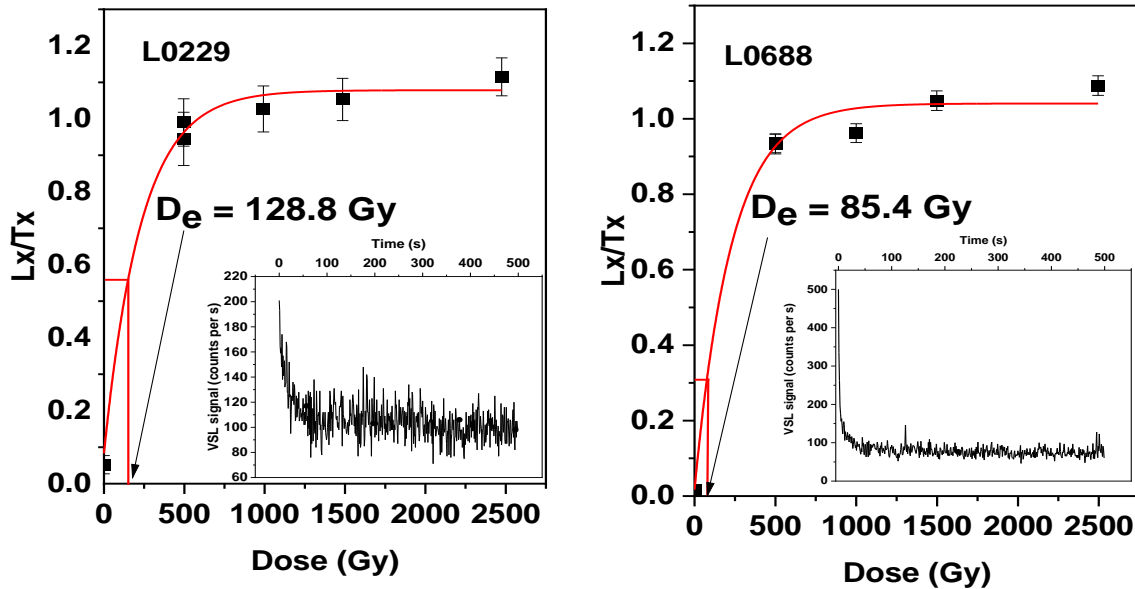 L0229
Lx/Tx
1.2
1.0
0.8
0.6
0.4
0.2
0.0
De = 128.8 Gy
Time (s)
0 100 200 300 400 500
VSL signal (counts per s)
220
200
180
160
140
120
100
80
60
0 500 1000 1500 2000 2500
Dose (Gy)
L0688
Lx/Tx
1.2
1.0
0.8
0.6
0.4
0.2
0.0
De = 85.4 Gy
Time (s)
0 100 200 300 400 500
VSL signal (counts per s)
500
400
300
200
100
0
0 500 1000 1500 2000 2500
Dose (Gy)